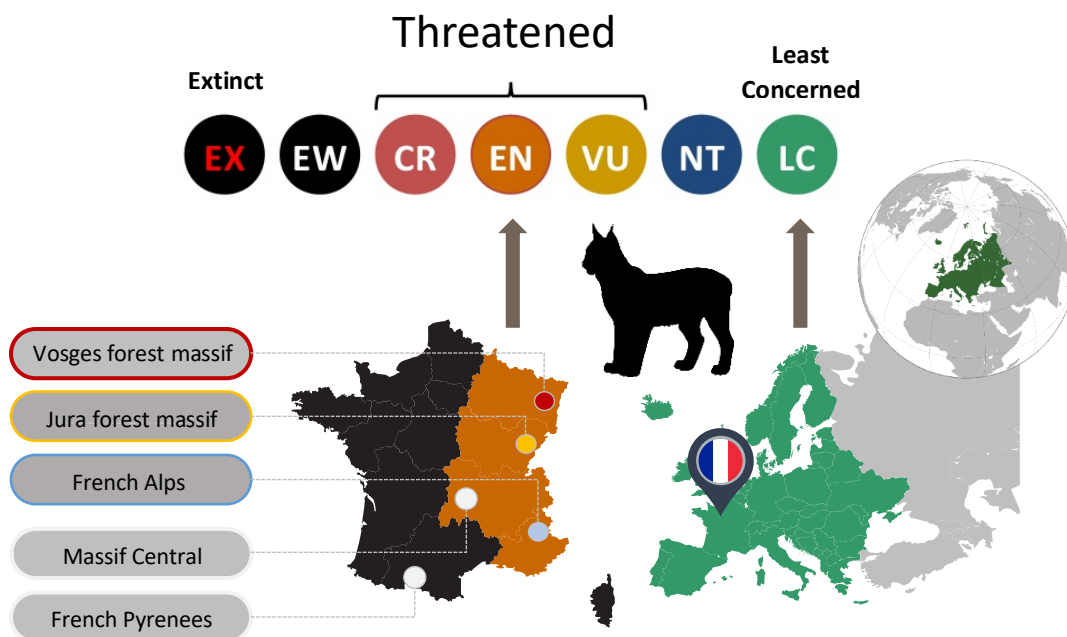 Threatened
Extinct
Least
Concerned
EX
EW
CR
EN
VU
NT
LC
Vosges forest massif
Jura forest massif
French Alps
Massif Central
French Pyrenees